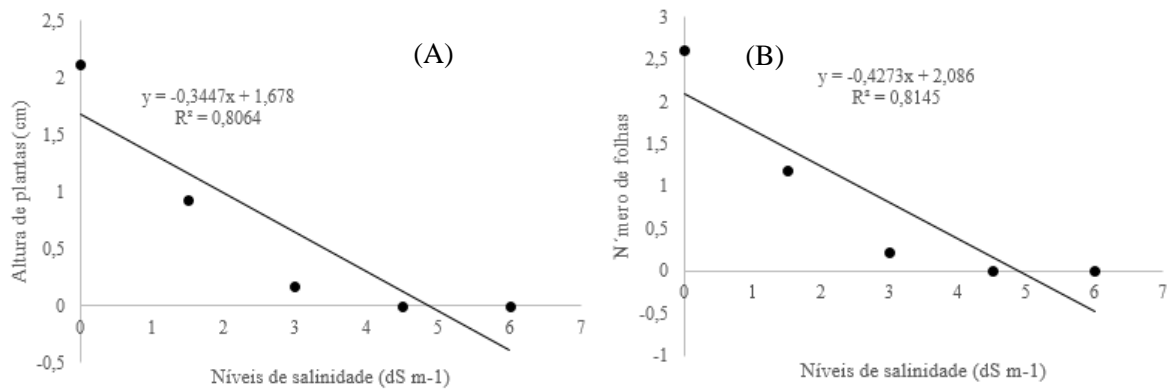 (A)
2,5
2
1,5
1
0,5
0
-0,5
Altura de plantas (cm)
y = -0,3447x + 1,678
R² = 0,8064
0 1 2 3 4 5 6 7
Níveis de salinidade (dS m-1)
(B)
3
2,5
2
1,5
1
0,5
0
-0,5
-1
N´mero de folhas
y = -0,4273x + 2,086
R² = 0,8145
0 1 2 3 4 5 6 7
Níveis de salinidade (dS m-1)